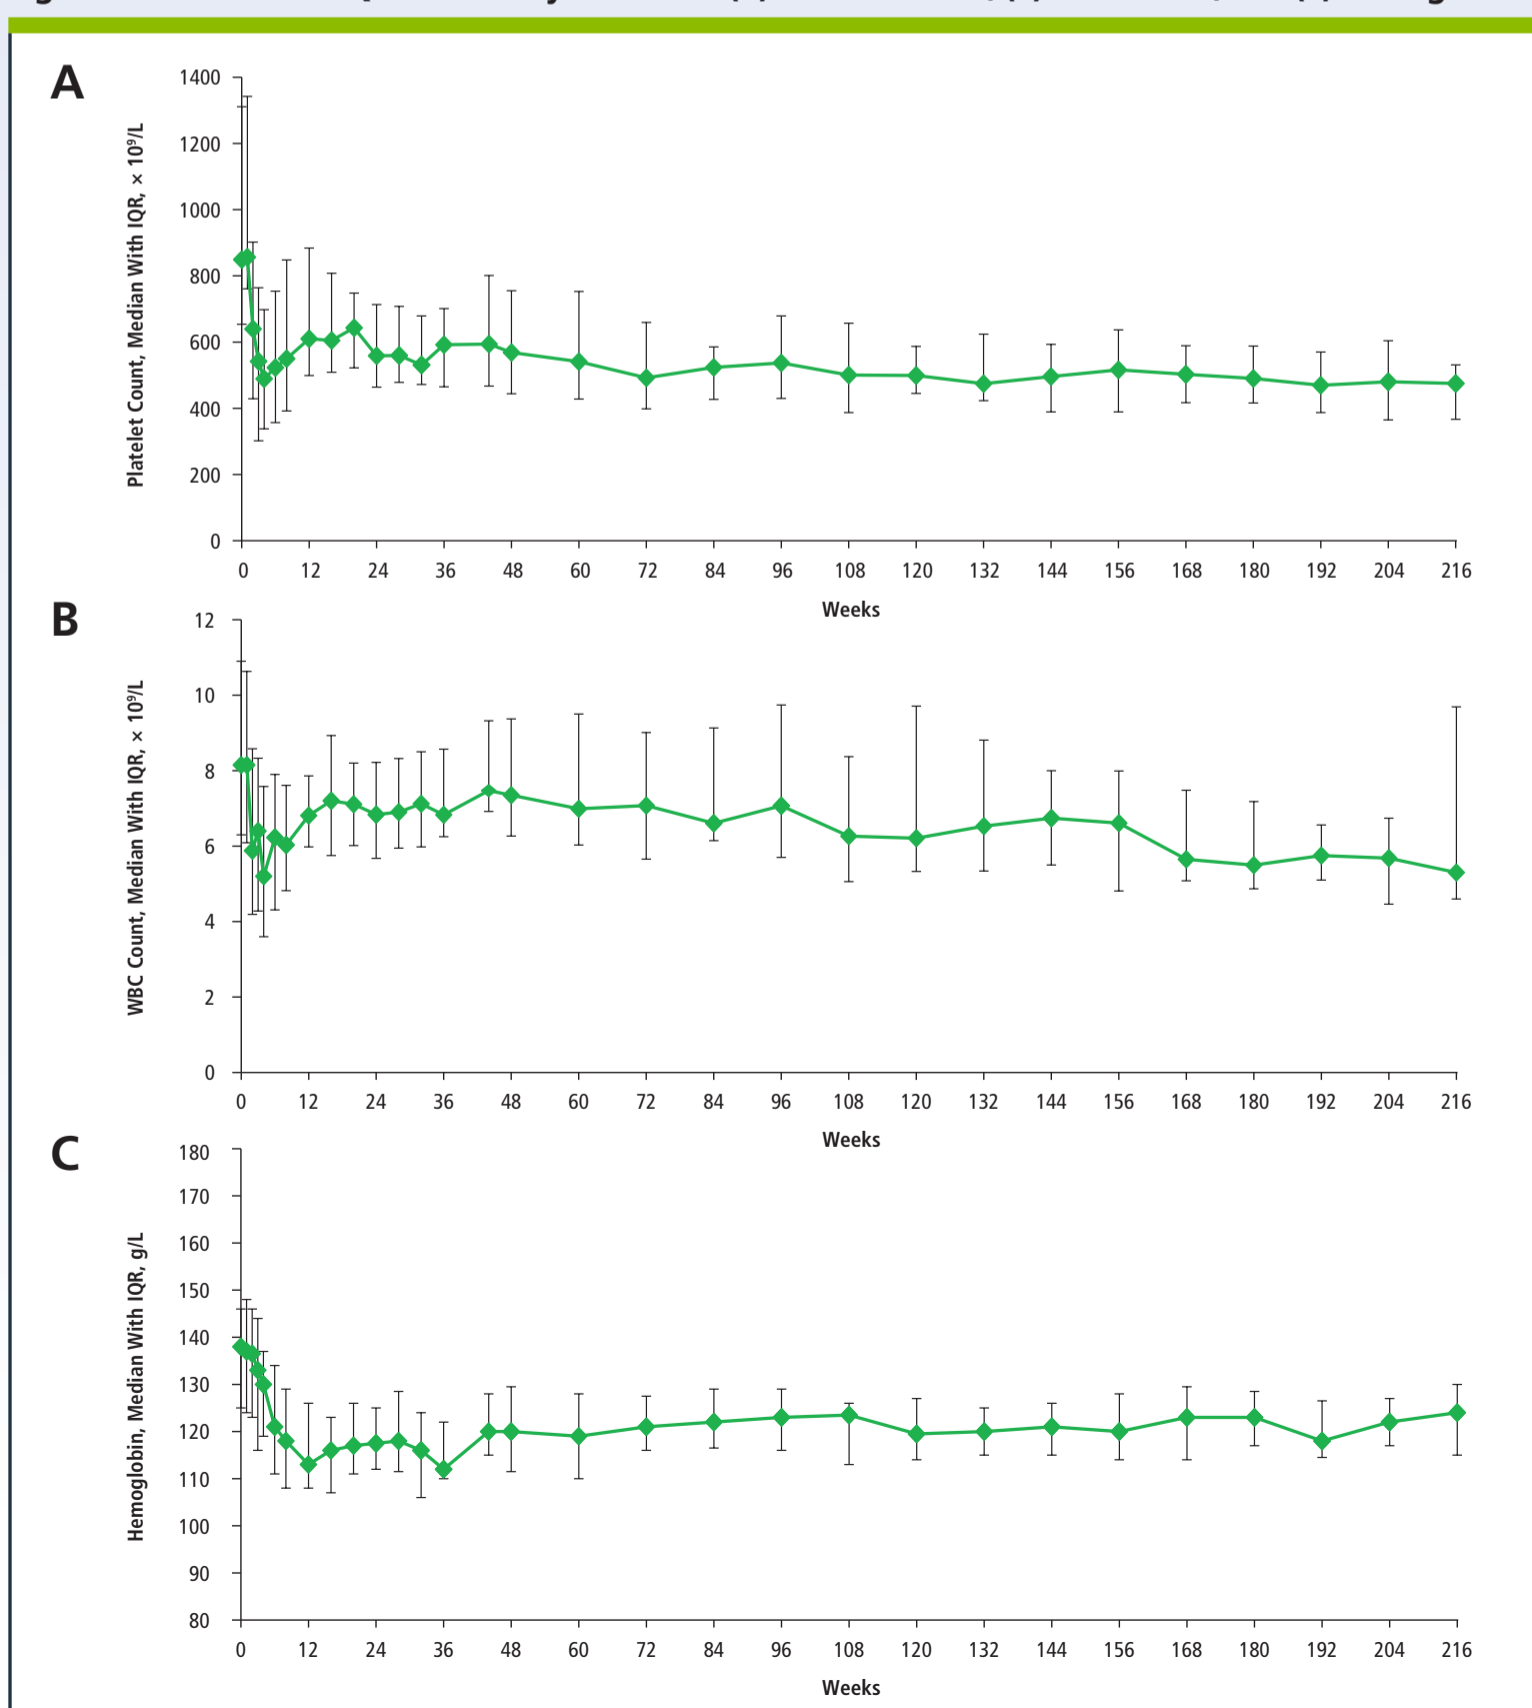 A
Platelet Count, Median With IQR, × 10⁹/L
1400
1200
1000
800
600
400
200
0
0 12 24 36 48 60 72 84 96 108 120 132 144 156 168 180 192 204 216
Weeks
B
WBC Count, Median With IQR, × 10⁹/L
12
10
8
6
4
2
0
0 12 24 36 48 60 72 84 96 108 120 132 144 156 168 180 192 204 216
Weeks
C
Hemoglobin, Median With IQR, g/L
180
170
160
150
140
130
120
110
100
90
80
0 12 24 36 48 60 72 84 96 108 120 132 144 156 168 180 192 204 216
Weeks